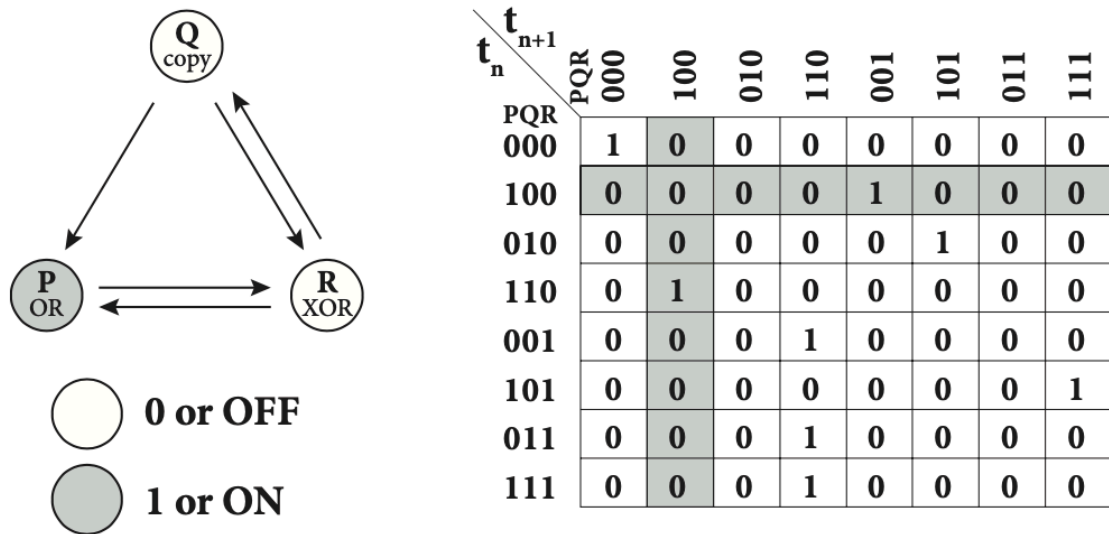 Q
copy
P
OR
R
XOR
0 or OFF
1 or ON
t_{n+1}
t_n
PQR
PQR
000 100 010 110 001 101 011 111
000 1 0 0 0 0 0 0 0
100 0 0 0 0 1 0 0 0
010 0 0 0 0 0 1 0 0
110 0 1 0 0 0 0 0 0
001 0 0 0 1 0 0 0 0
101 0 0 0 0 0 0 0 1
011 0 0 0 1 0 0 0 0
111 0 0 0 1 0 0 0 0